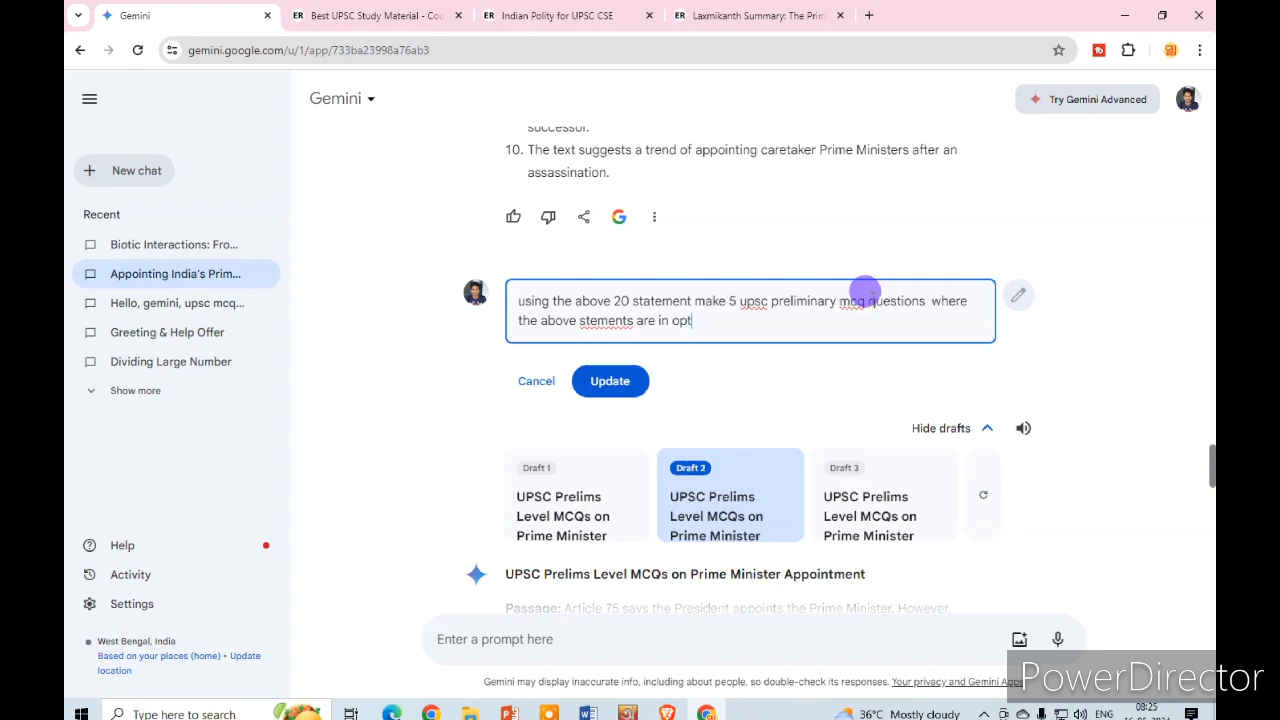 Gemini
Best UPSC Study Material - Cou
Indian Polity for UPSC CSE
Laxmikanth Summary: The Prim
gemini.google.com/u/1/app/733ba23998a76ab3
Gemini
Try Gemini Advanced
New chat
Recent
Biotic Interactions: Fro...
Appointing India's Prim...
Hello, gemini, upsc mcq...
Greeting & Help Offer
Dividing Large Number
Show more
Help
Activity
Settings
West Bengal, India
Based on your places (home) • Update
location
successor.
10. The text suggests a trend of appointing caretaker Prime Ministers after an
assassination.
using the above 20 statement make 5 upsc preliminary mcq questions where
the above stements are in opt
Cancel
Update
Hide drafts
Draft 1
UPSC Prelims
Level MCQs on
Prime Minister
Draft 2
UPSC Prelims
Level MCQs on
Prime Minister
Draft 3
UPSC Prelims
Level MCQs on
Prime Minister
UPSC Prelims Level MCQs on Prime Minister Appointment
Passage: Article 75 says the President appoints the Prime Minister. However,
Enter a prompt here
Gemini may display inaccurate info, including about people, so double-check its responses. Your privacy and Gemini Apps
PowerDirector
Type here to search
36°C Mostly cloudy
ENG
08:25